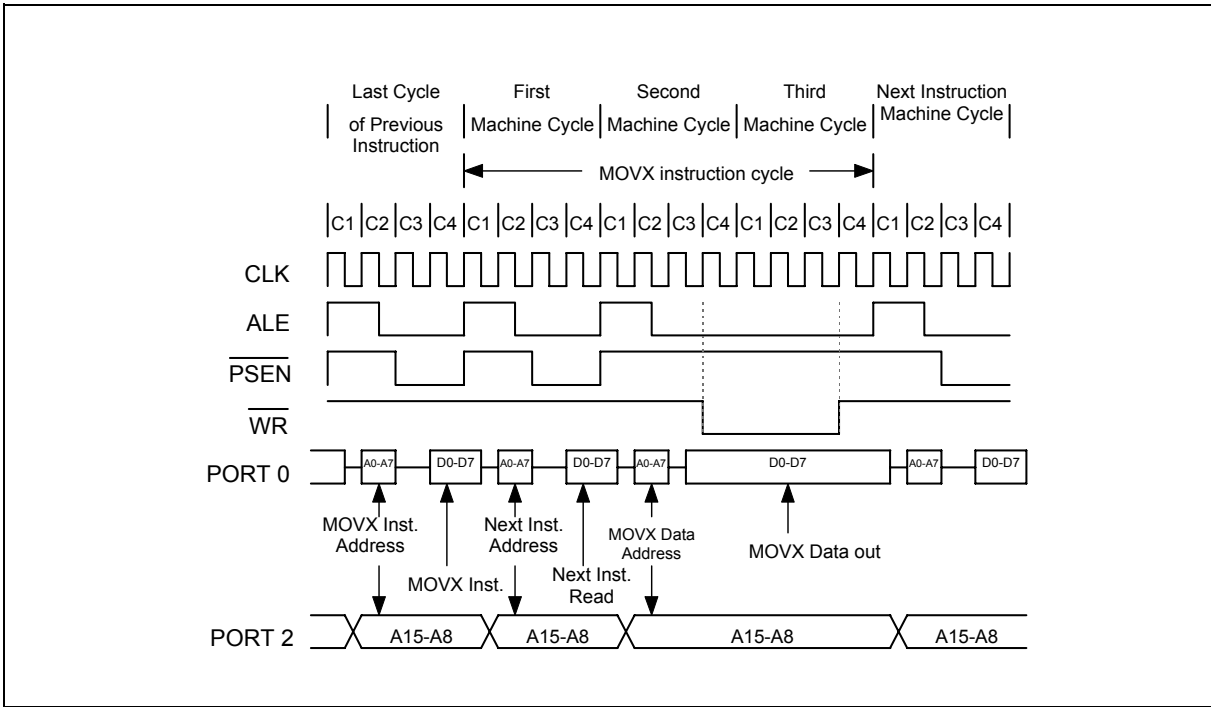 Last Cycle
of Previous
Instruction
First
Machine Cycle
Second
Machine Cycle
Third
Machine Cycle
Next Instruction
Machine Cycle
MOVX instruction cycle
C1 C2 C3 C4 C1 C2 C3 C4 C1 C2 C3 C4 C1 C2 C3 C4 C1 C2 C3 C4
CLK
ALE
PSEN
WR
PORT 0
A0-A7 D0-D7 A0-A7 D0-D7 A0-A7 D0-D7 A0-A7 D0-D7
MOVX Inst.
Address
MOVX Inst.
Next Inst.
Address
Next Inst.
Read
MOVX Data
Address
MOVX Data out
PORT 2
A15-A8 A15-A8 A15-A8 A15-A8